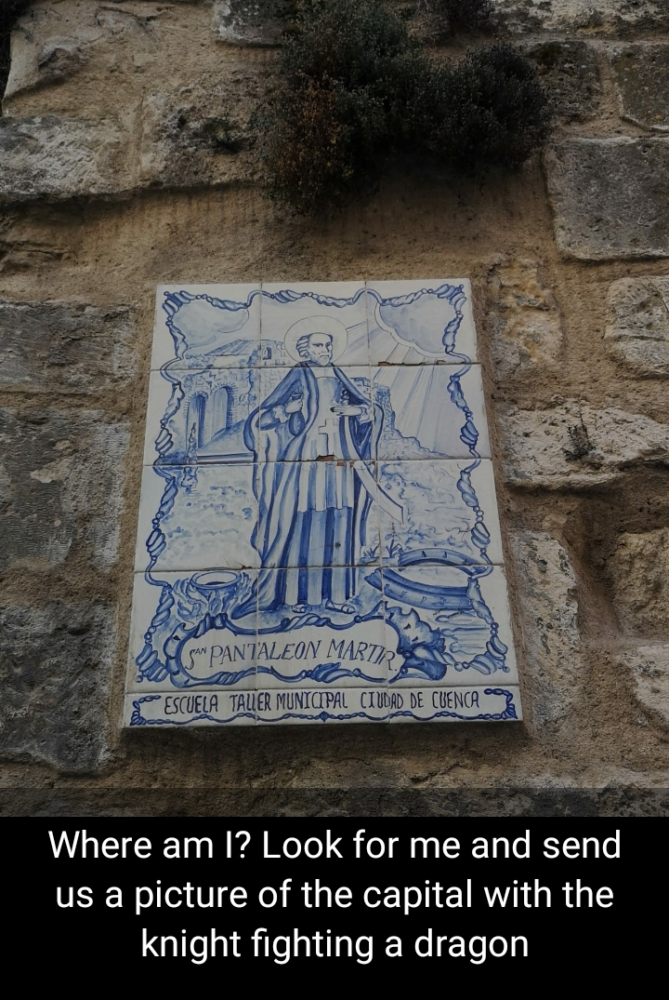 SAN PANTALEON MARTIR.
ESCUELA TALLER MUNICIPAL CIUDAD DE CUENCA
Where am I? Look for me and send
us a picture of the capital with the
knight fighting a dragon